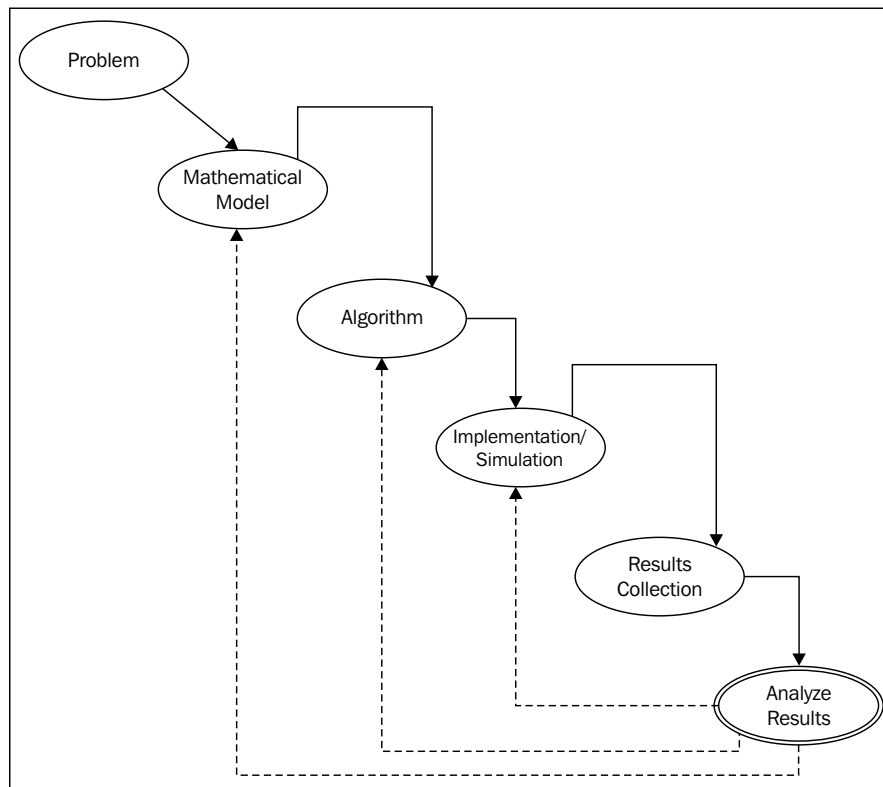 Problem
Mathematical
Model
Algorithm
Implementation/
Simulation
Results
Collection
Analyze
Results